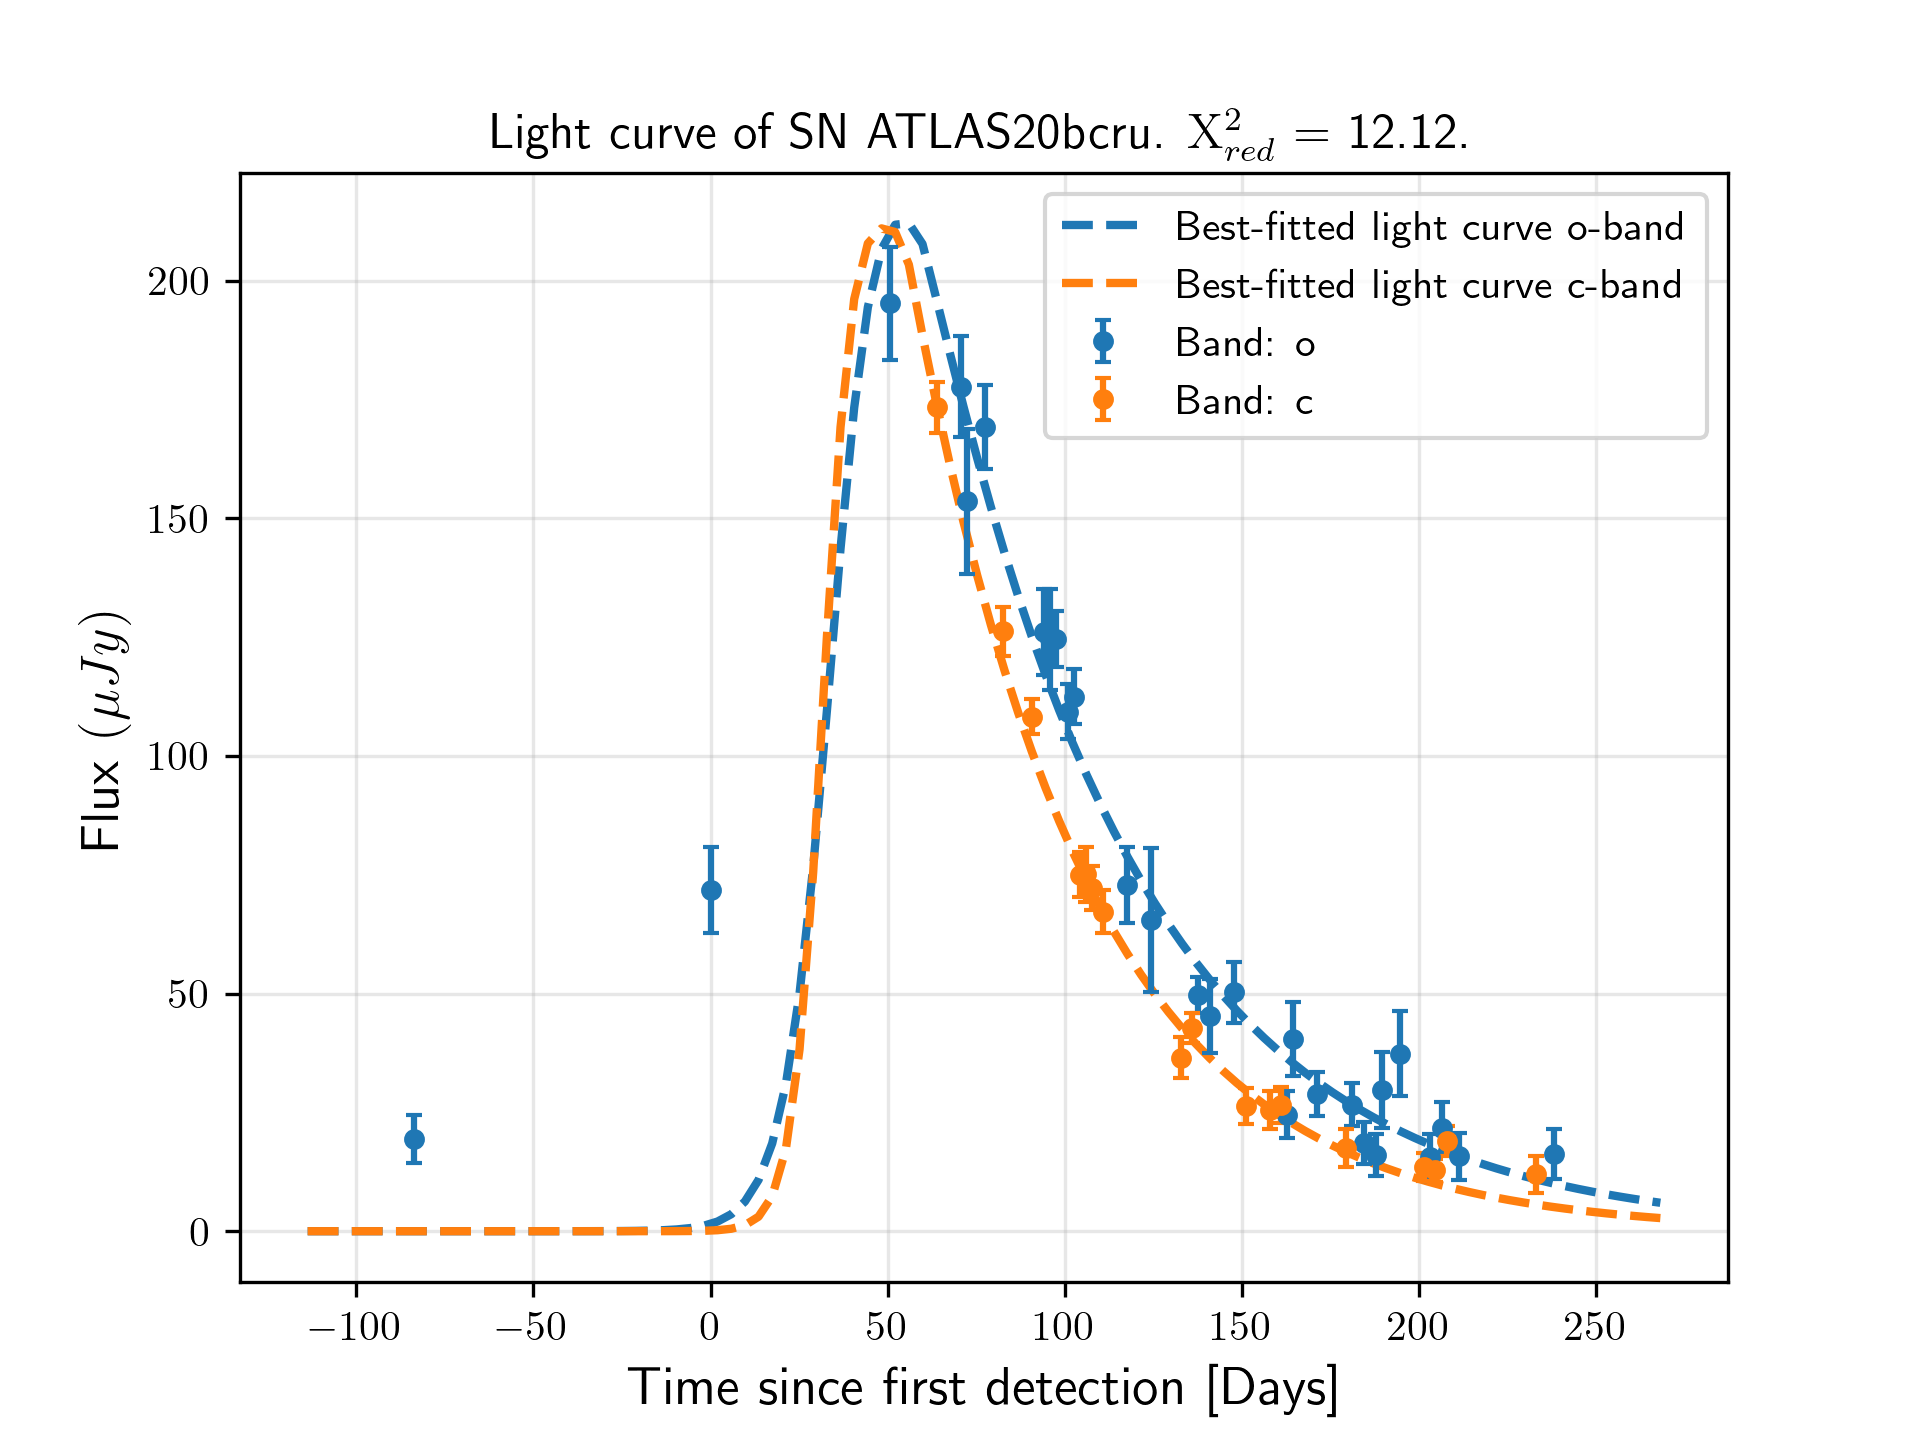 Light curve of SN ATLAS20bcru. X²_red = 12.12.
Best-fitted light curve o-band
Best-fitted light curve c-band
Band: o
Band: c
200
150
100
50
0
Flux (μJy)
−100 −50 0 50 100 150 200 250
Time since first detection [Days]